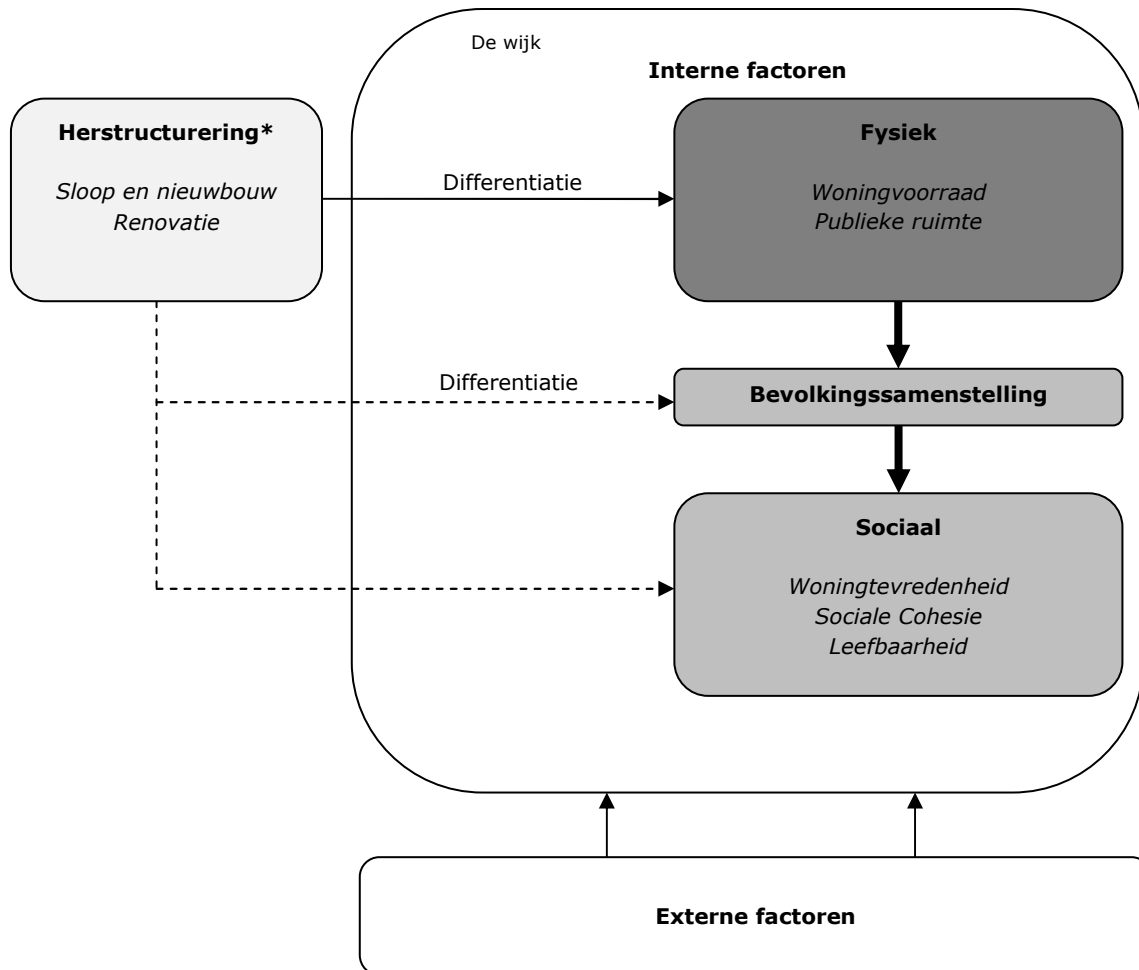 De wijk
Interne factoren
Herstructurering*
Sloop en nieuwbouw
Renovatie
Differentiatie
Fysiek
Woningvoorraad
Publieke ruimte
Differentiatie
Bevolkingssamenstelling
Sociaal
Woningtevredenheid
Sociale Cohesie
Leefbaarheid
Externe factoren